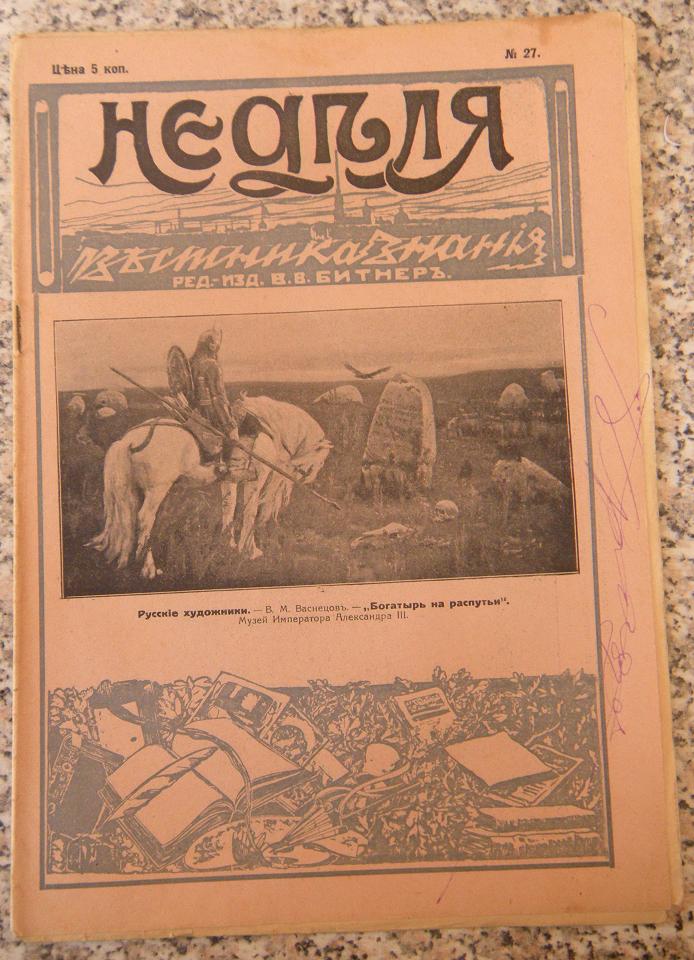 Цѣна 5 коп.
№ 27.
НЕДѢЛЯ
Вѣстника Знанія
РЕД.-ИЗД. В.В. БИТНЕРЪ.
Русскіе художники. — В. М. Васнецовъ. — „Богатырь на распутьи".
Музей Императора Александра III.